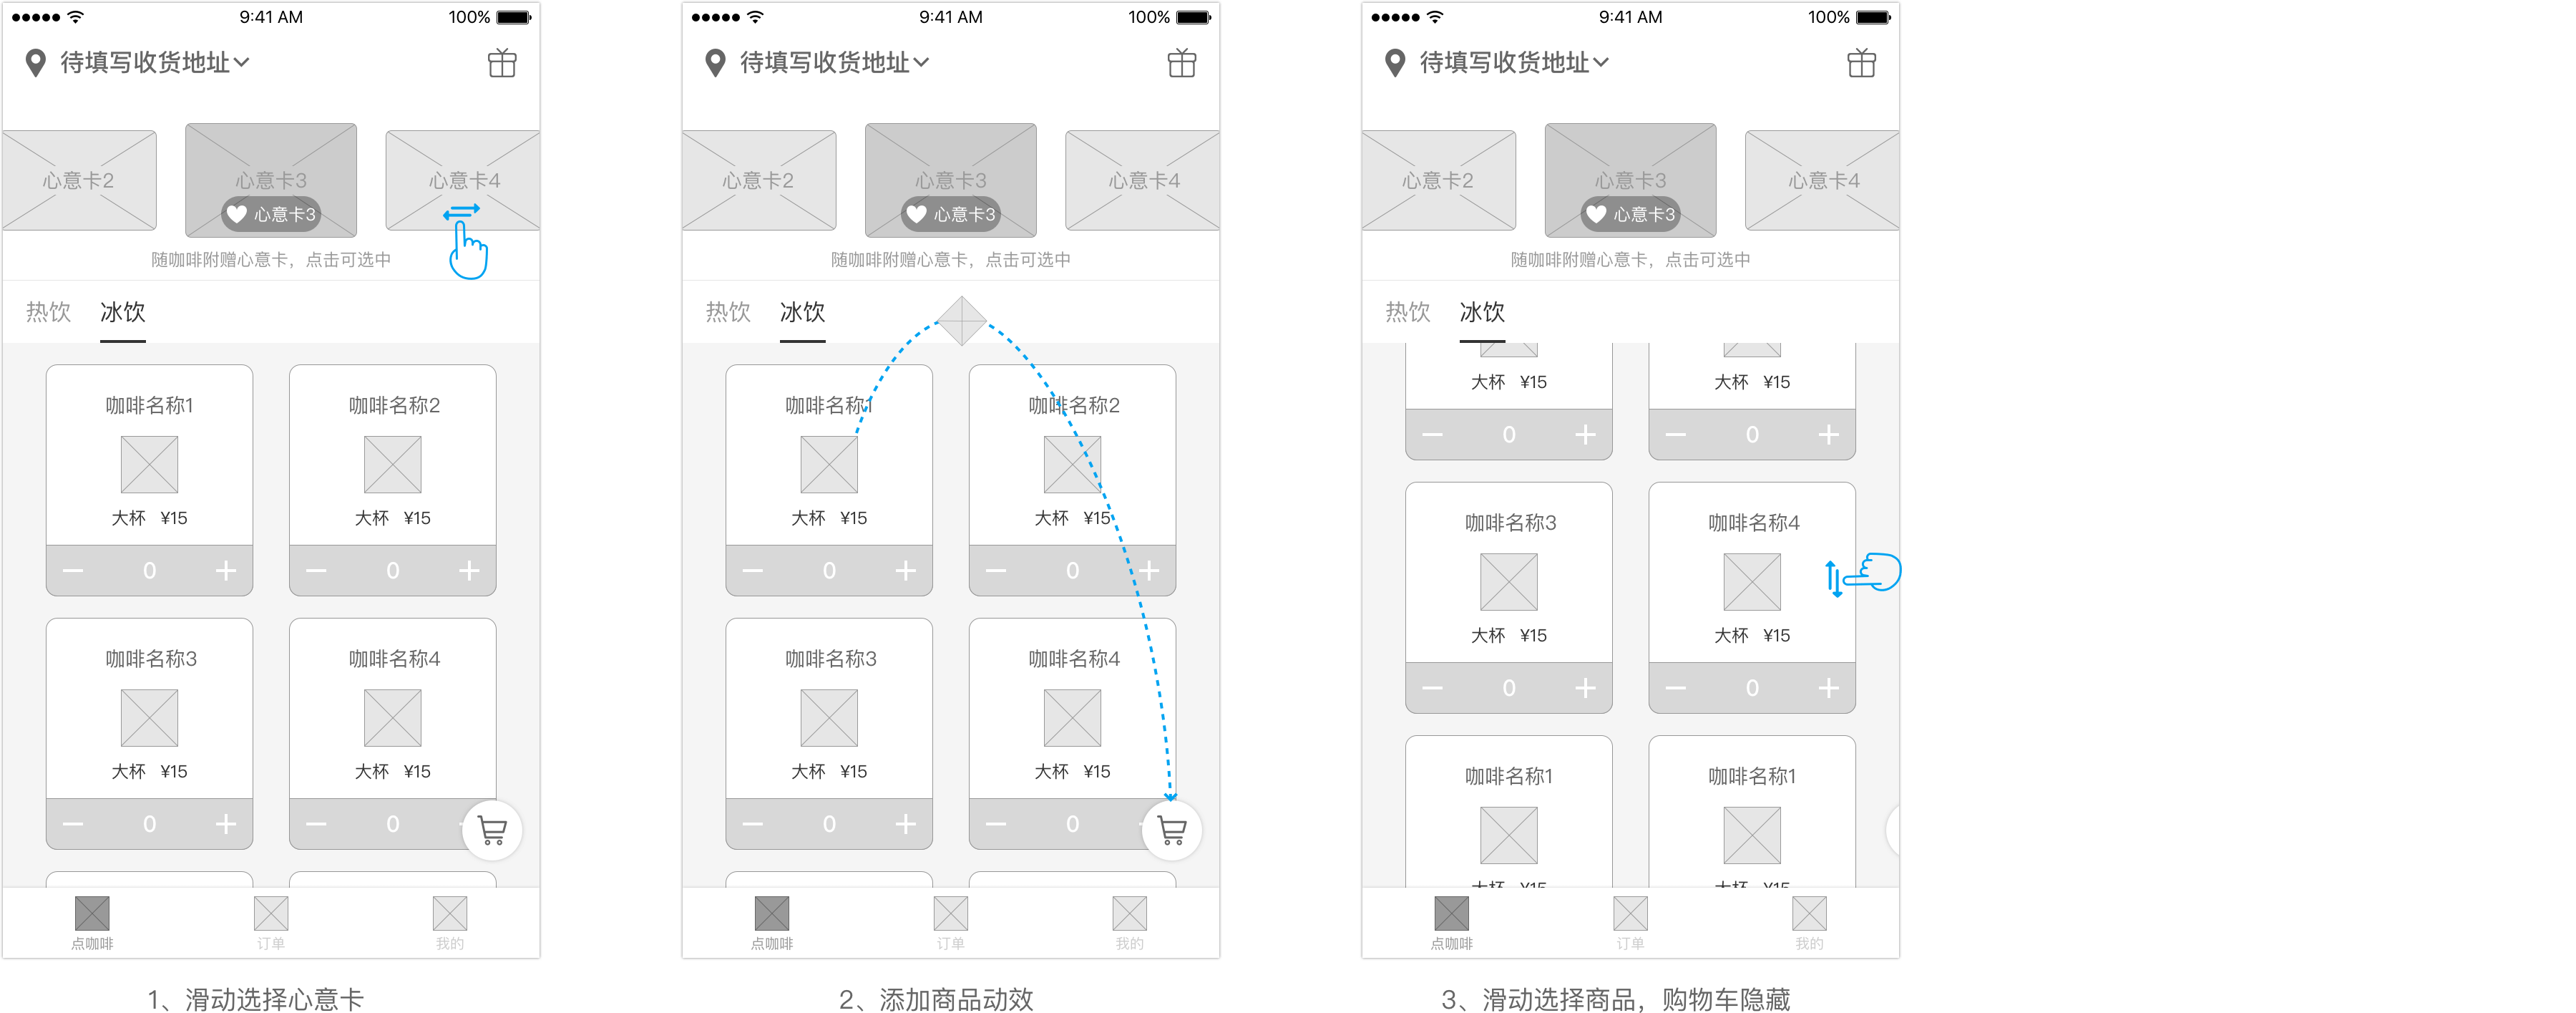 9:41 AM 100%
待填写收货地址
心意卡2 心意卡3 心意卡4
心意卡3
随咖啡附赠心意卡，点击可选中
热饮 冰饮
咖啡名称1 咖啡名称2
大杯 ¥15 大杯 ¥15
0 0
咖啡名称3 咖啡名称4
大杯 ¥15 大杯 ¥15
0 0
点咖啡 订单 我的
1、滑动选择心意卡
9:41 AM 100%
待填写收货地址
心意卡2 心意卡3 心意卡4
心意卡3
随咖啡附赠心意卡，点击可选中
热饮 冰饮
咖啡名称1 咖啡名称2
大杯 ¥15 大杯 ¥15
0 0
咖啡名称3 咖啡名称4
大杯 ¥15 大杯 ¥15
0 0
点咖啡 订单 我的
2、添加商品动效
9:41 AM 100%
待填写收货地址
心意卡2 心意卡3 心意卡4
心意卡3
随咖啡附赠心意卡，点击可选中
热饮 冰饮
大杯 ¥15 大杯 ¥15
0 0
咖啡名称3 咖啡名称4
大杯 ¥15 大杯 ¥15
0 0
咖啡名称1 咖啡名称1
大杯 ¥15 大杯 ¥15
点咖啡 订单 我的
3、滑动选择商品，购物车隐藏